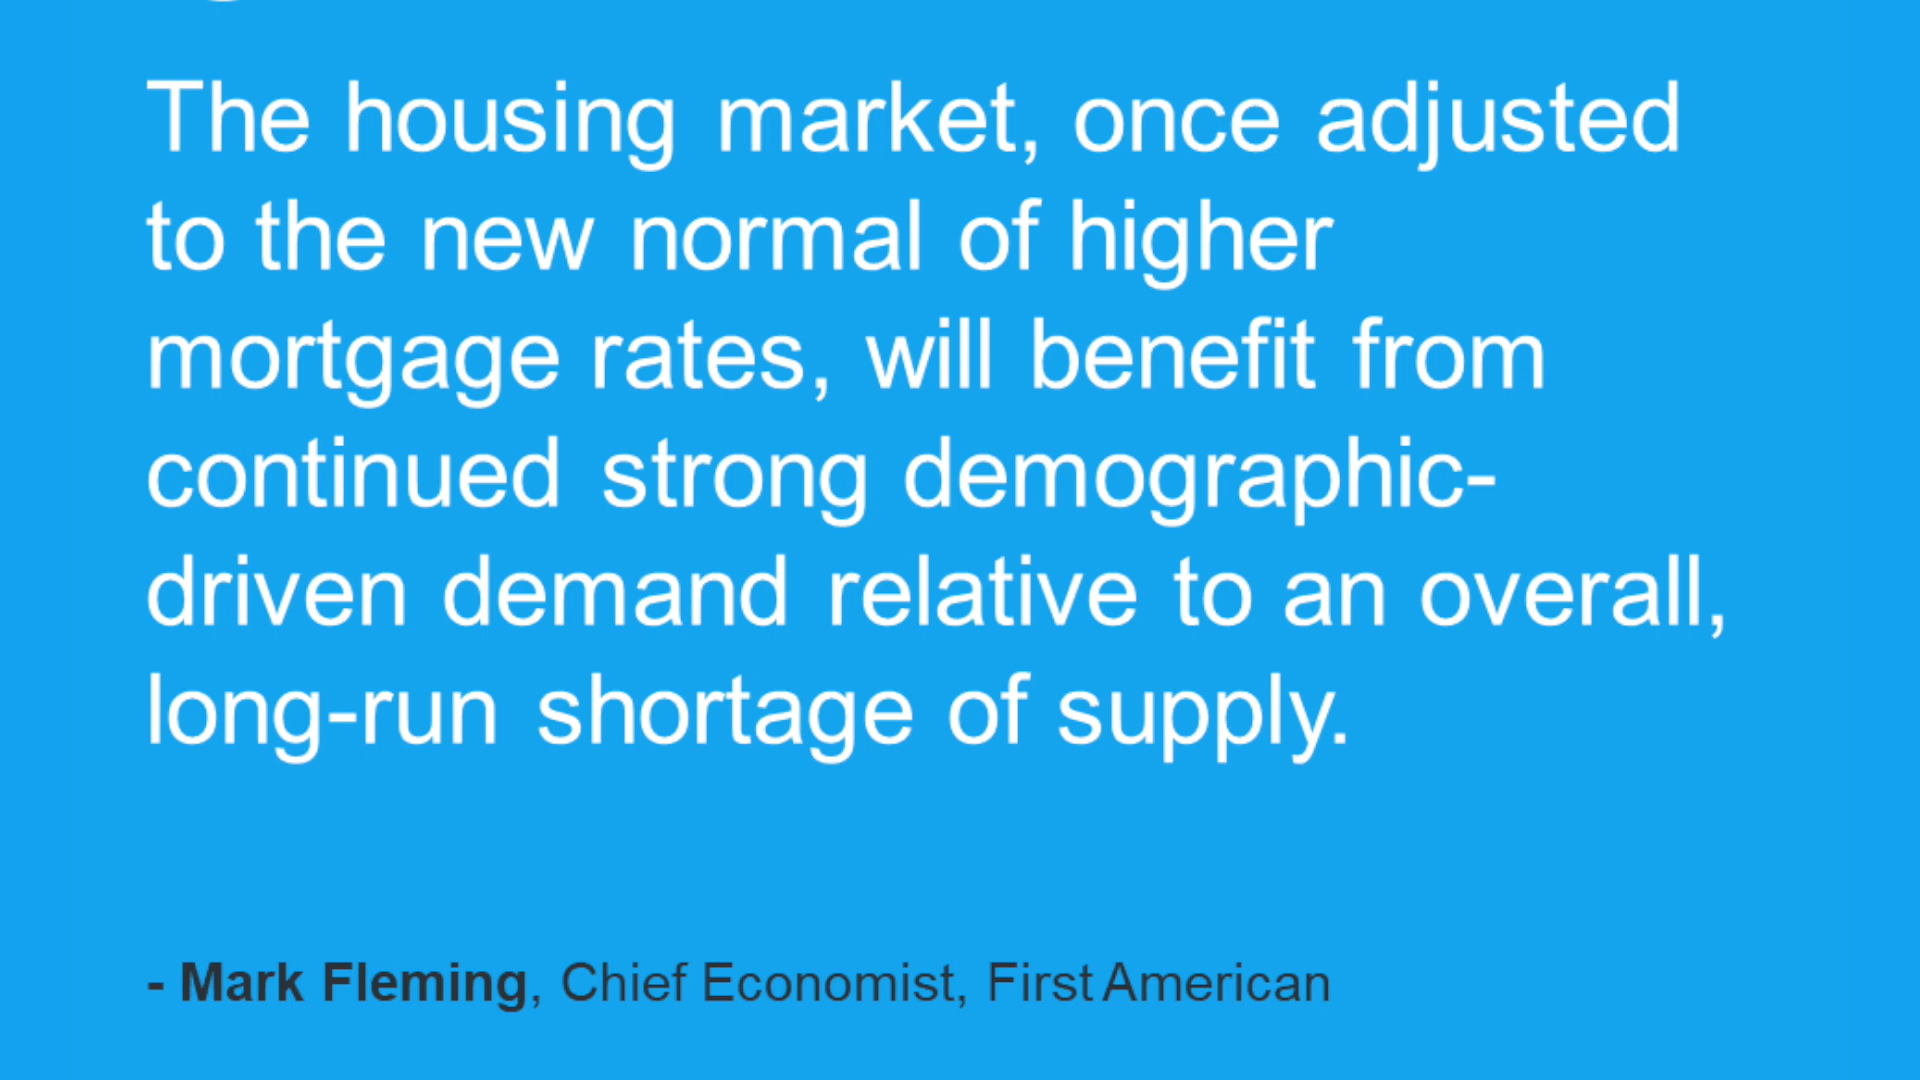 The housing market, once adjusted
to the new normal of higher
mortgage rates, will benefit from
continued strong demographic-
driven demand relative to an overall,
long-run shortage of supply.
- Mark Fleming, Chief Economist, First American